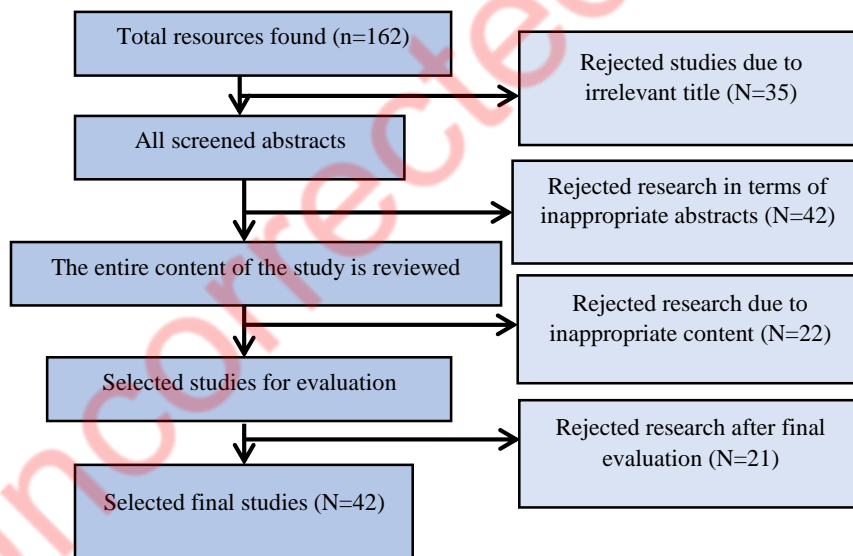 Total resources found (n=162)
Rejected studies due to
irrelevant title (N=35)
All screened abstracts
Rejected research in terms of
inappropriate abstracts (N=42)
The entire content of the study is reviewed
Rejected research due to
inappropriate content (N=22)
Selected studies for evaluation
Rejected research after final
evaluation (N=21)
Selected final studies (N=42)
uncorrected